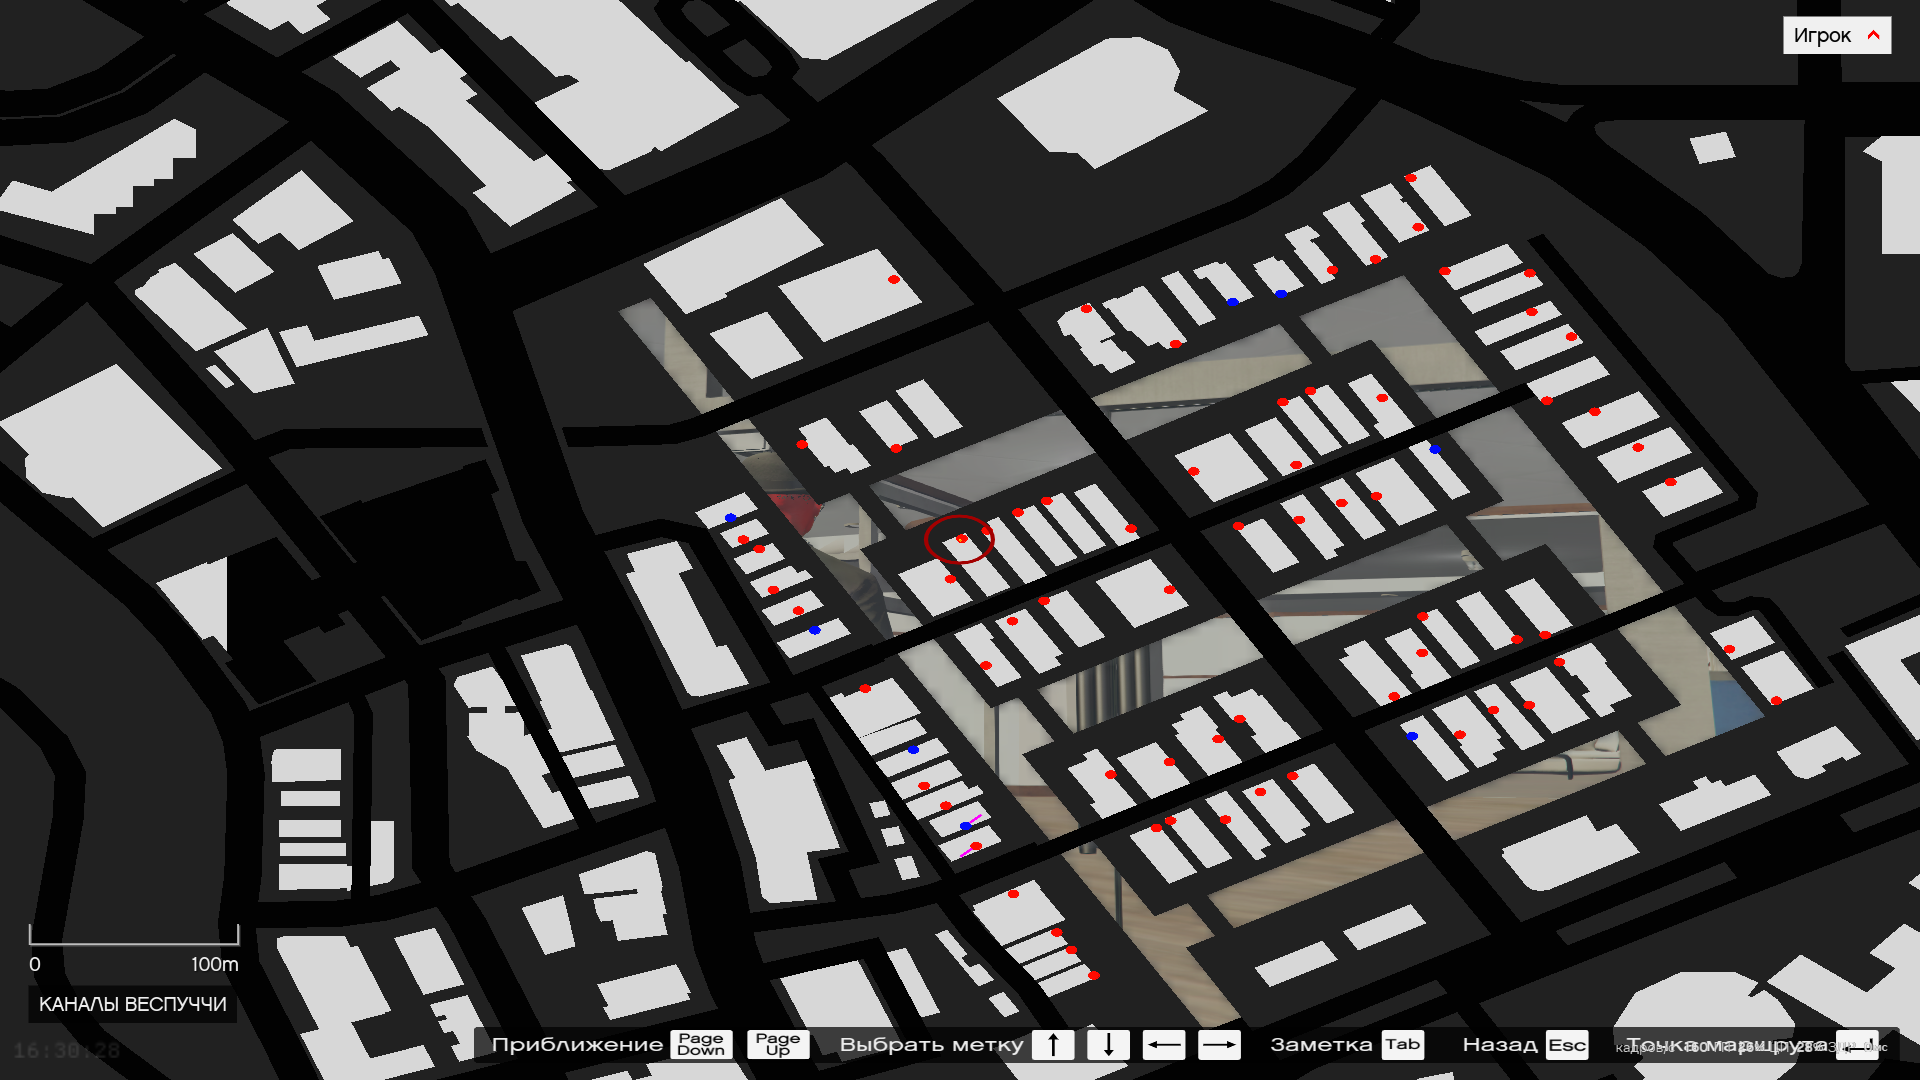 Игрок
0 100m
КАНАЛЫ ВЕСПУЧЧИ
16:30:28
Приближение Page Down Page Up Выбрать метку ↑ ↓ ← → Заметка Tab Назад Esc Точка маршрута